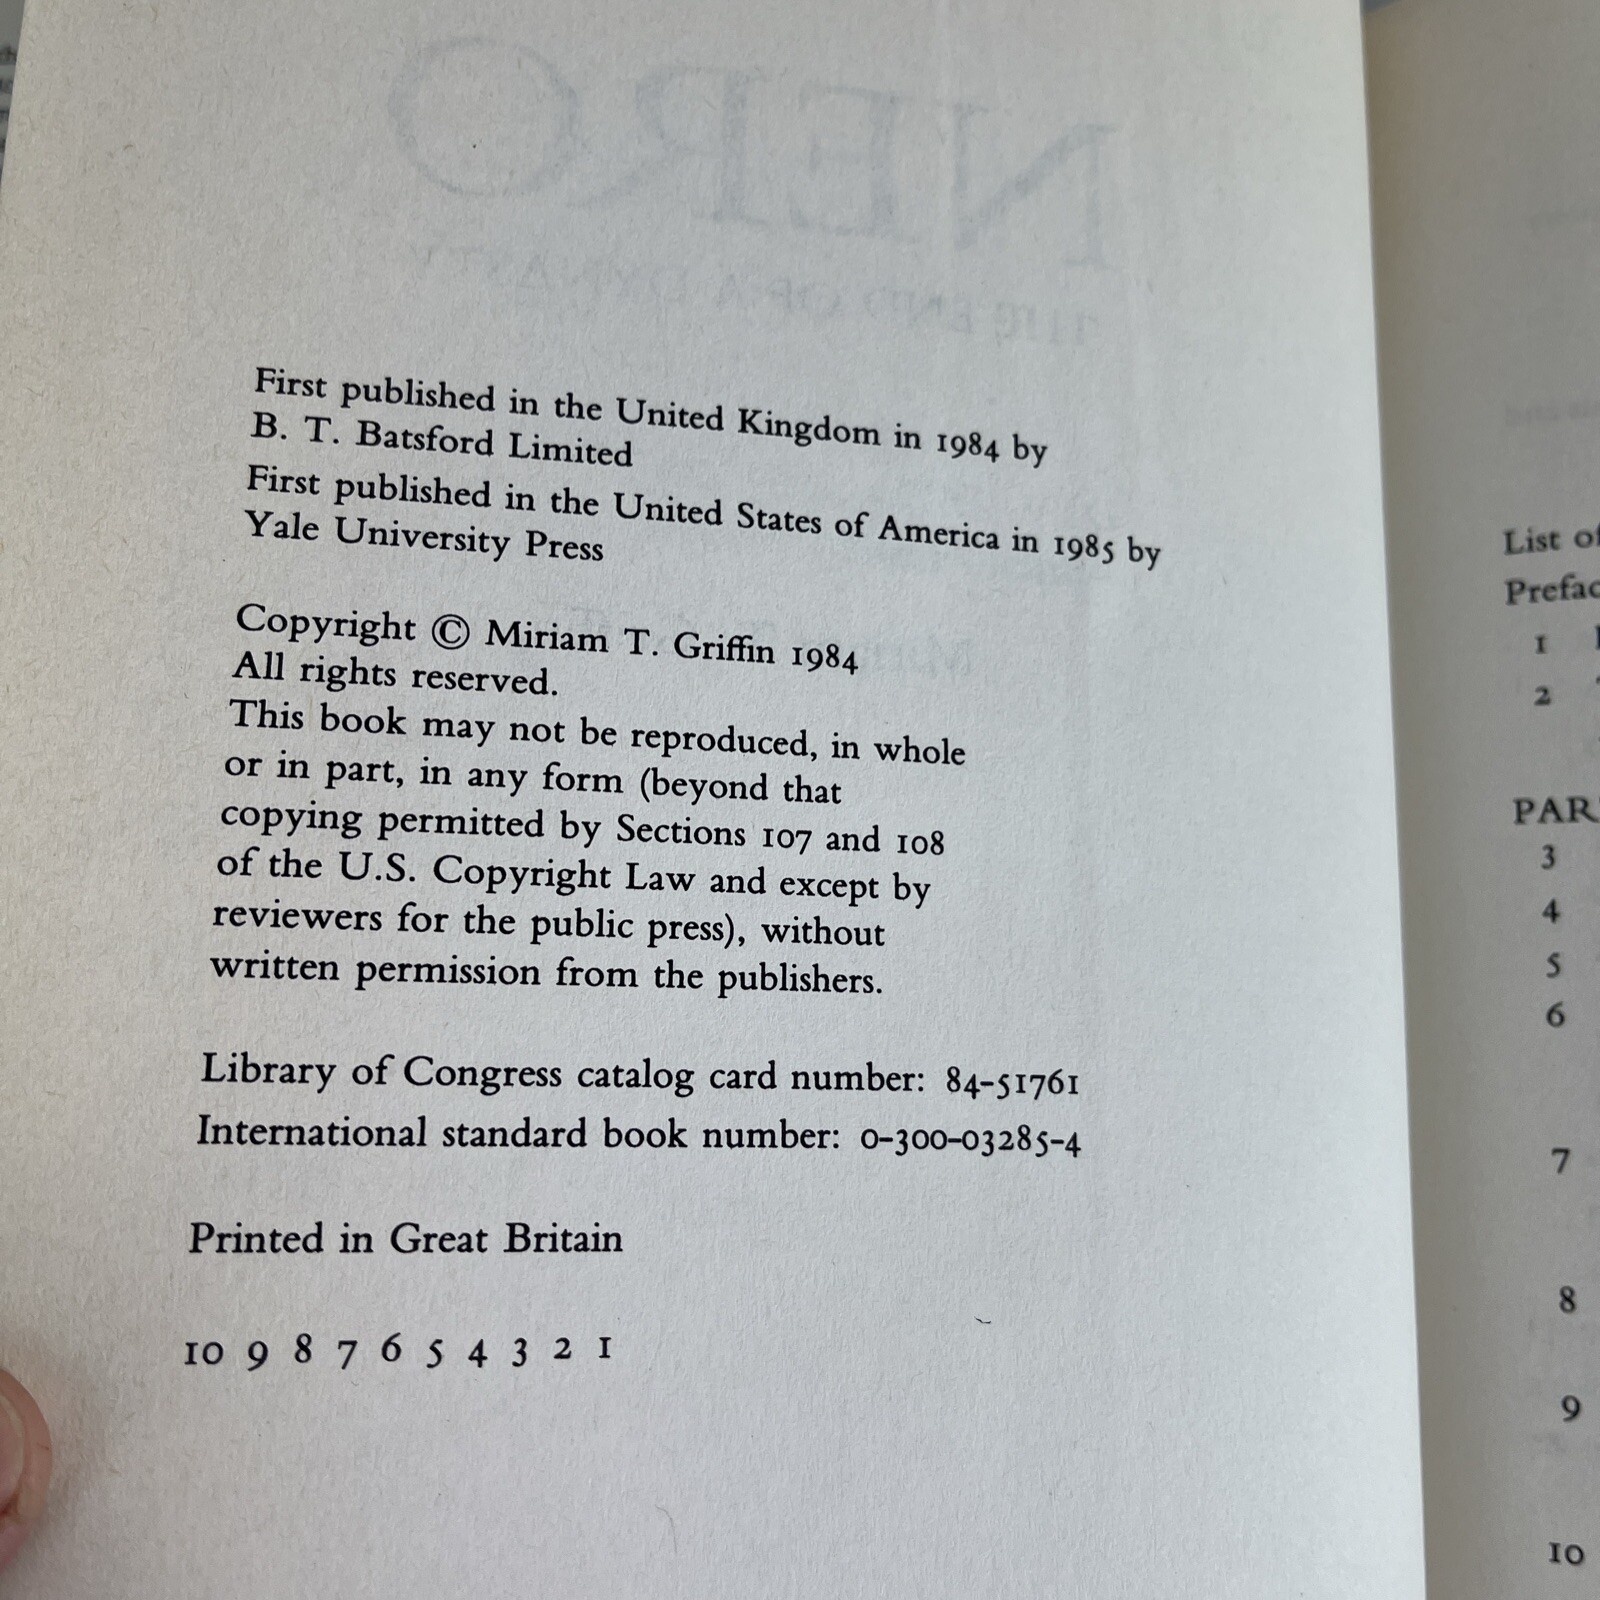 NERO
THE END OF A DYNASTY
First published in the United Kingdom in 1984 by
B. T. Batsford Limited
First published in the United States of America in 1985 by
Yale University Press
Copyright © Miriam T. Griffin 1984
All rights reserved.
This book may not be reproduced, in whole
or in part, in any form (beyond that
copying permitted by Sections 107 and 108
of the U.S. Copyright Law and except by
reviewers for the public press), without
written permission from the publishers.
Library of Congress catalog card number: 84-51761
International standard book number: 0-300-03285-4
Printed in Great Britain
10 9 8 7 6 5 4 3 2 1
List of
1
2
3
4
5
6
7
8
9
10